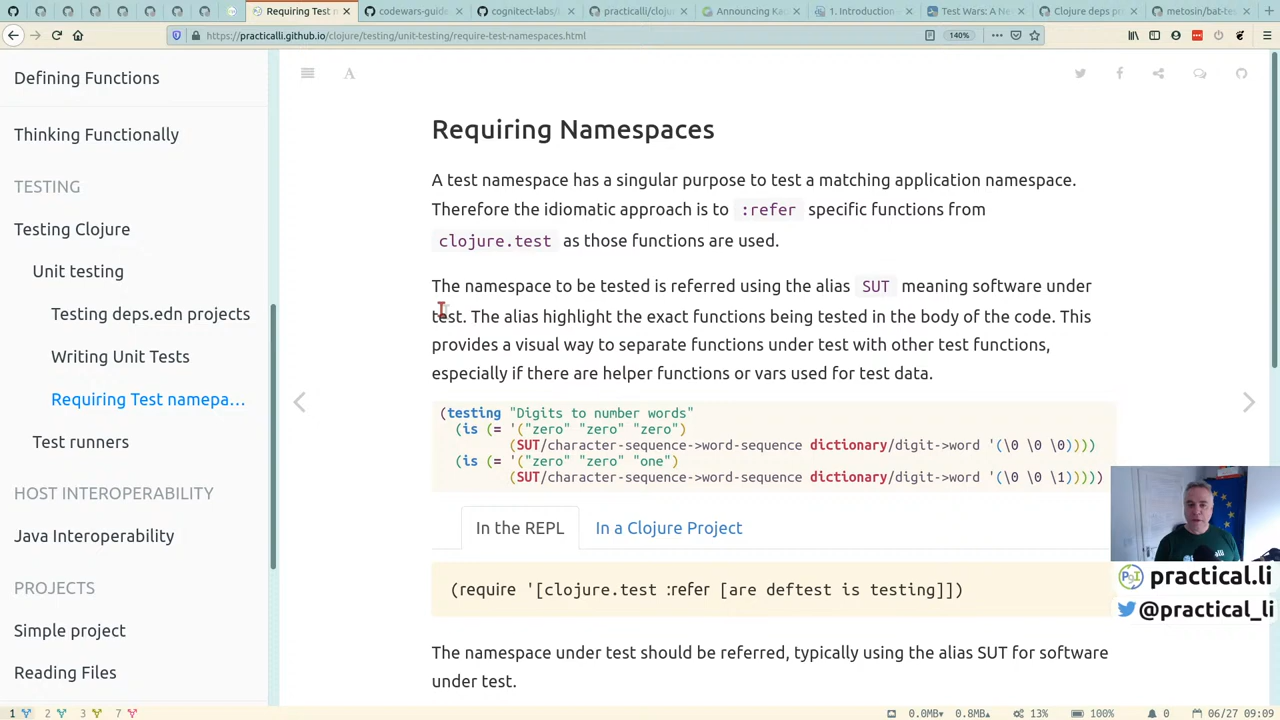 Requiring Test n
codewars-guide
cognitect-labs/
practicalli/cloju
Announcing Ka
1. Introduction
Test Wars: A Ne
Clojure deps pr
metosin/bat-tes
https://practicalli.github.io/clojure/testing/unit-testing/require-test-namespaces.html
140%
Defining Functions
Thinking Functionally
TESTING
Testing Clojure
Unit testing
Testing deps.edn projects
Writing Unit Tests
Requiring Test namepa…
Test runners
HOST INTEROPERABILITY
Java Interoperability
PROJECTS
Simple project
Reading Files
A
Requiring Namespaces
A test namespace has a singular purpose to test a matching application namespace.
Therefore the idiomatic approach is to :refer specific functions from
clojure.test as those functions are used.
The namespace to be tested is referred using the alias SUT meaning software under
test. The alias highlight the exact functions being tested in the body of the code. This
provides a visual way to separate functions under test with other test functions,
especially if there are helper functions or vars used for test data.
(testing "Digits to number words"
(is (= '("zero" "zero" "zero")
(SUT/character-sequence->word-sequence dictionary/digit->word '(\0 \0 \0))))
(is (= '("zero" "zero" "one")
(SUT/character-sequence->word-sequence dictionary/digit->word '(\0 \0 \1)))))
In the REPL In a Clojure Project
(require '[clojure.test :refer [are deftest is testing]])
The namespace under test should be referred, typically using the alias SUT for software
under test.
practical.li
@practical_li
1 2 3 7
0.0MB 0.8MB 13% 100% 0 06/27 09:09